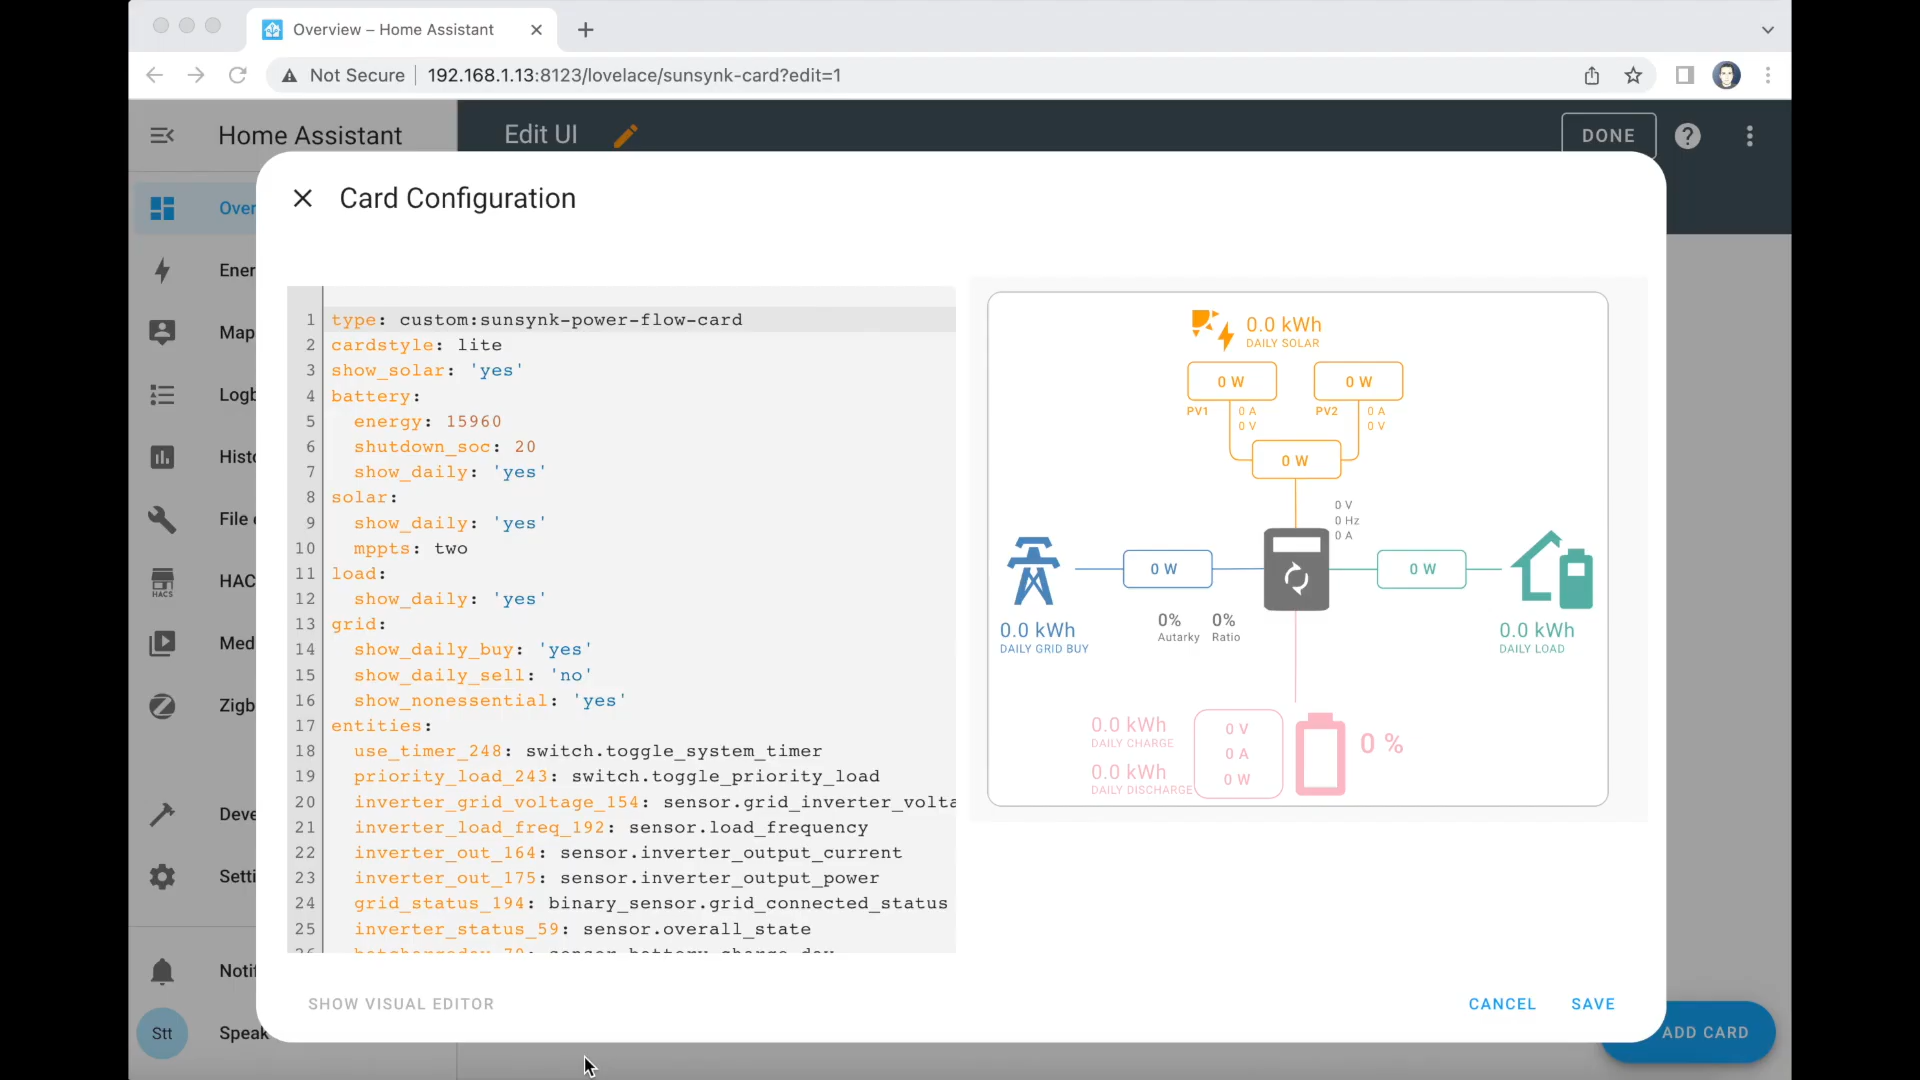 Overview – Home Assistant
Not Secure
192.168.1.13:8123/lovelace/sunsynk-card?edit=1
Home Assistant
Edit UI
DONE
Card Configuration
Over
Ener
Map
Logb
Histo
File e
HAC
HACS
Med
Zigb
Deve
Setti
Notif
Stt
Speak
1 type: custom:sunsynk-power-flow-card
2 cardstyle: lite
3 show_solar: 'yes'
4 battery:
5 energy: 15960
6 shutdown_soc: 20
7 show_daily: 'yes'
8 solar:
9 show_daily: 'yes'
10 mppts: two
11 load:
12 show_daily: 'yes'
13 grid:
14 show_daily_buy: 'yes'
15 show_daily_sell: 'no'
16 show_nonessential: 'yes'
17 entities:
18 use_timer_248: switch.toggle_system_timer
19 priority_load_243: switch.toggle_priority_load
20 inverter_grid_voltage_154: sensor.grid_inverter_volta
21 inverter_load_freq_192: sensor.load_frequency
22 inverter_out_164: sensor.inverter_output_current
23 inverter_out_175: sensor.inverter_output_power
24 grid_status_194: binary_sensor.grid_connected_status
25 inverter_status_59: sensor.overall_state
0.0 kWh
DAILY SOLAR
0 W
0 W
PV1
0 A
0 V
PV2
0 A
0 V
0 W
0 V
0 Hz
0 A
0 W
0 W
0% 0%
Autarky Ratio
0.0 kWh
DAILY GRID BUY
0.0 kWh
DAILY LOAD
0.0 kWh
DAILY CHARGE
0.0 kWh
DAILY DISCHARGE
0 V
0 A
0 W
0 %
SHOW VISUAL EDITOR
CANCEL
SAVE
ADD CARD